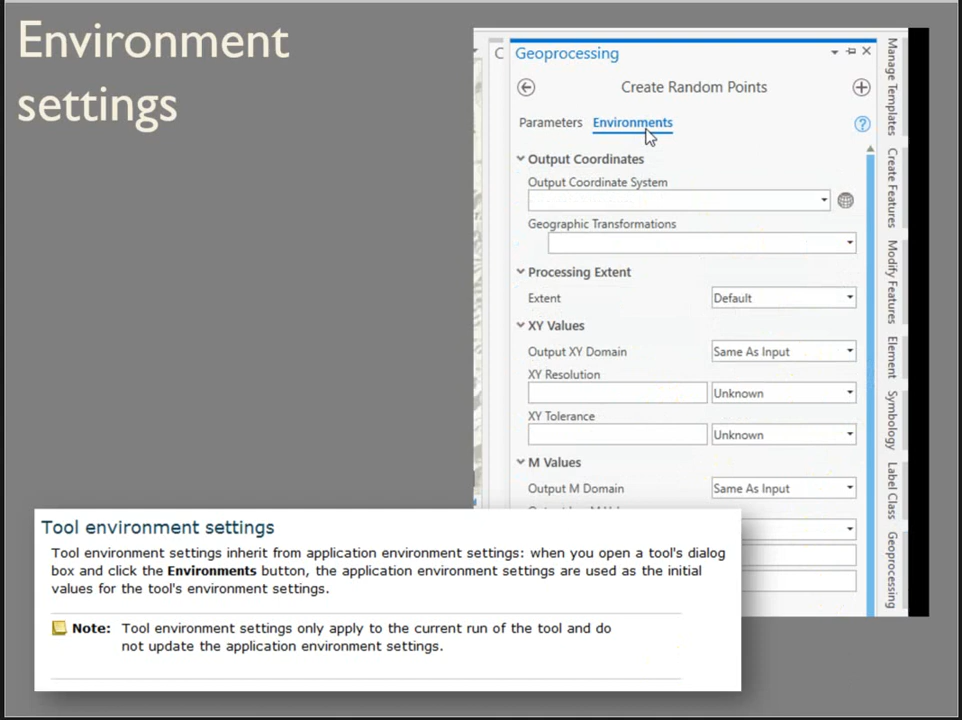 Environment
settings
C
Geoprocessing
Create Random Points
Parameters Environments
Output Coordinates
Output Coordinate System
Geographic Transformations
Processing Extent
Extent Default
XY Values
Output XY Domain Same As Input
XY Resolution
Unknown
XY Tolerance
Unknown
M Values
Output M Domain Same As Input
Manage Templates
Create Features
Modify Features
Element
Symbology
Label Class
Geoprocessing
Tool environment settings
Tool environment settings inherit from application environment settings: when you open a tool's dialog
box and click the Environments button, the application environment settings are used as the initial
values for the tool's environment settings.
Note: Tool environment settings only apply to the current run of the tool and do
not update the application environment settings.